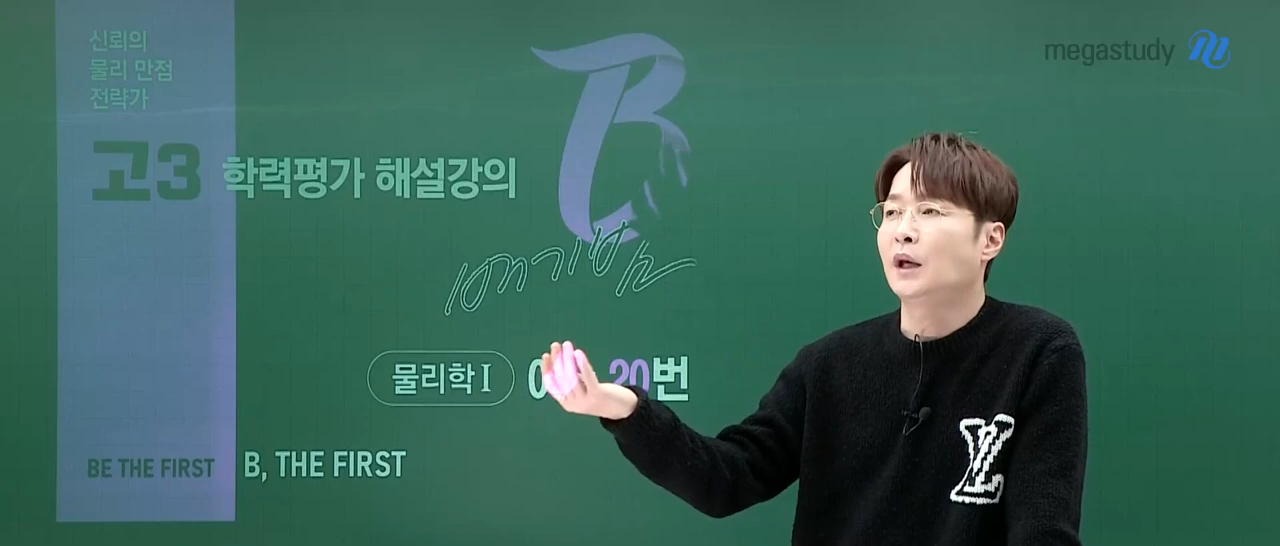 신뢰의
물리 만점
전략가
고3 학력평가 해설강의
물리학Ⅰ 20번
BE THE FIRST B, THE FIRST
megastudy